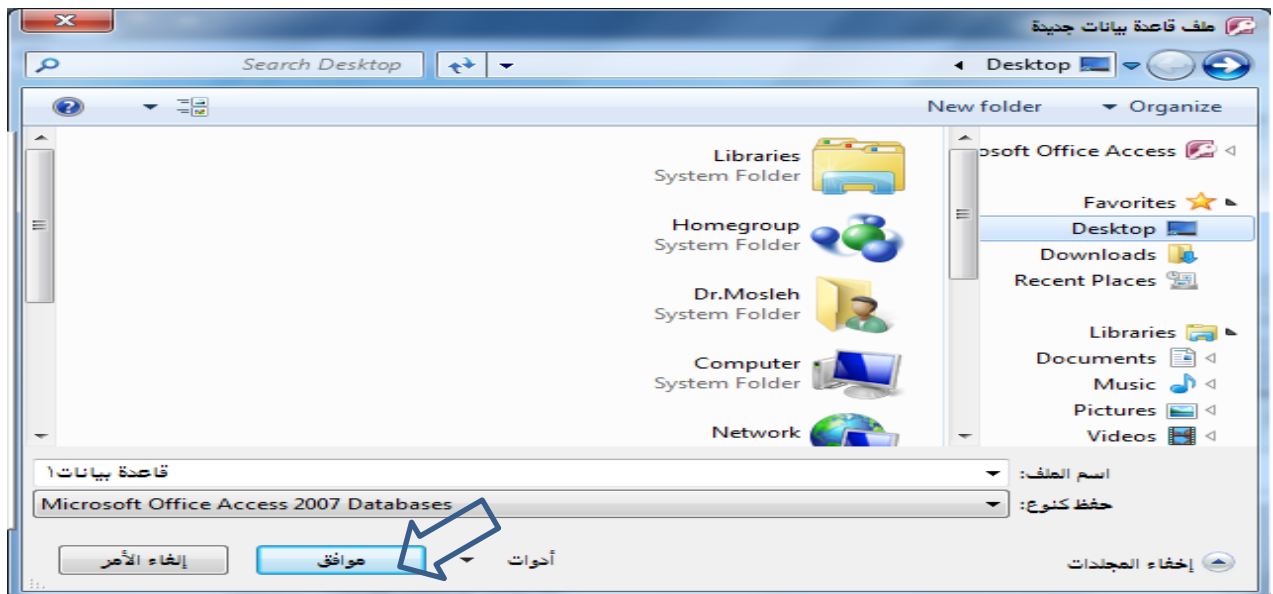 ملف قاعدة بيانات جديدة
Desktop
Search Desktop
Organize
New folder
osoft Office Access
Favorites
Desktop
Downloads
Recent Places
Libraries
Documents
Music
Pictures
Videos
Libraries
System Folder
Homegroup
System Folder
Dr.Mosleh
System Folder
Computer
System Folder
Network
اسم الملف: قاعدة بيانات١
حفظ كنوع: Microsoft Office Access 2007 Databases
إخفاء المجلدات
أدوات
موافق
إلغاء الأمر